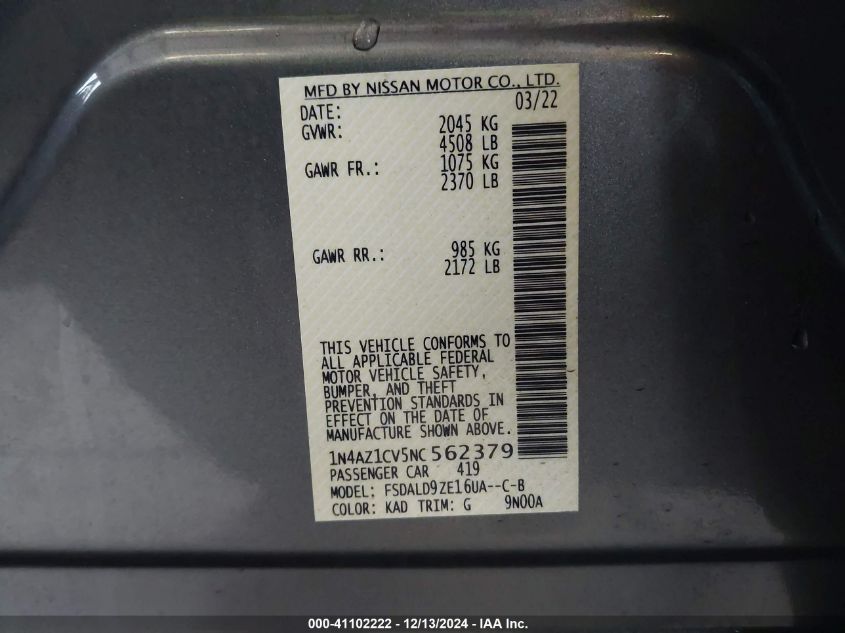 MFD BY NISSAN MOTOR CO., LTD.
DATE: 03/22
GVWR: 2045 KG
4508 LB
GAWR FR.: 1075 KG
2370 LB
GAWR RR.: 985 KG
2172 LB
THIS VEHICLE CONFORMS TO
ALL APPLICABLE FEDERAL
MOTOR VEHICLE SAFETY,
BUMPER, AND THEFT
PREVENTION STANDARDS IN
EFFECT ON THE DATE OF
MANUFACTURE SHOWN ABOVE.
1N4AZ1CV5NC562379
PASSENGER CAR 419
MODEL: FSDALD9ZE16UA--C-B
COLOR: KAD TRIM: G 9N00A
000-41102222 - 12/13/2024 - IAA Inc.